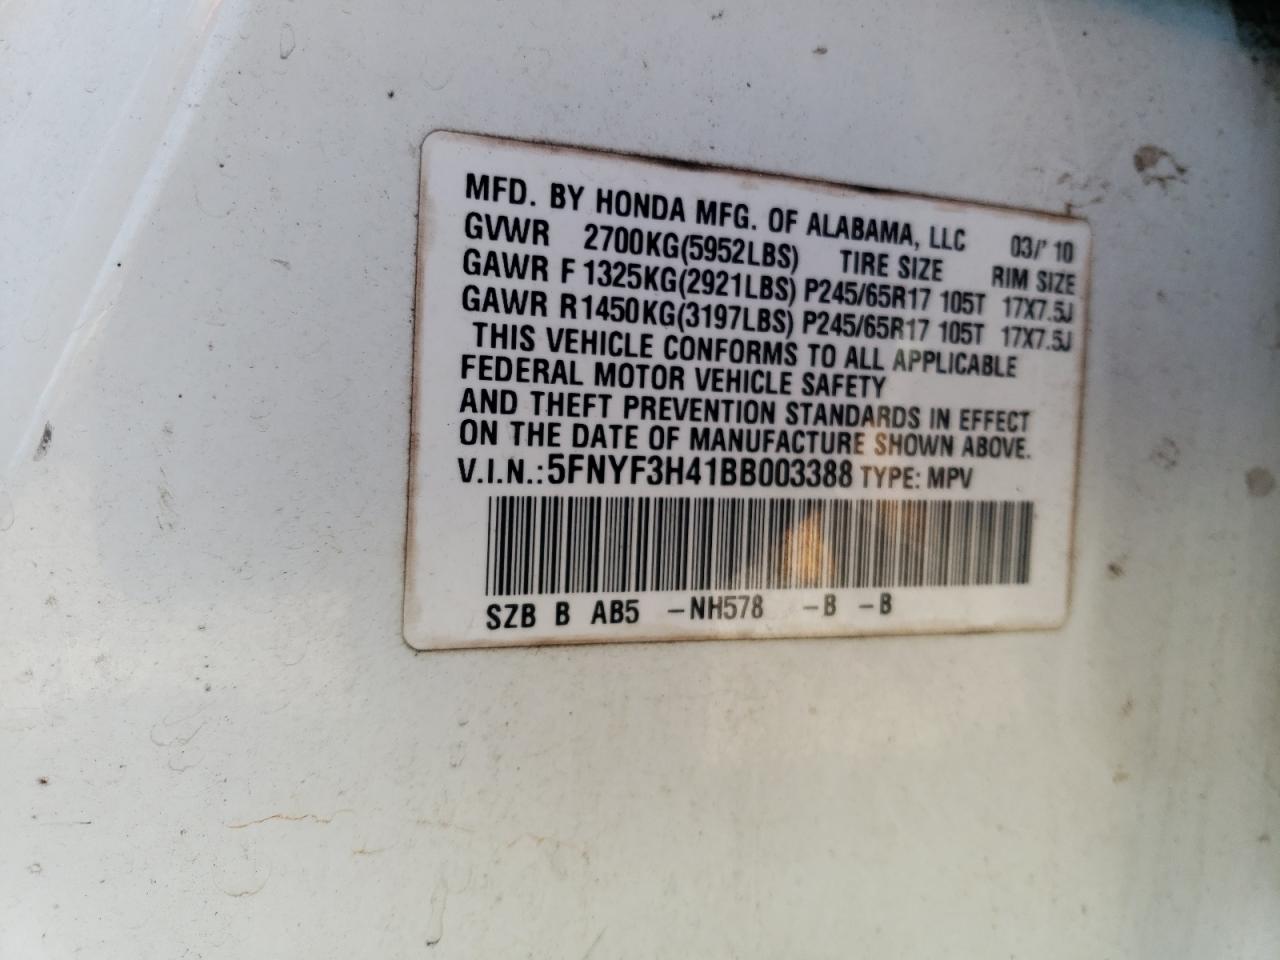 MFD. BY HONDA MFG. OF ALABAMA, LLC 03/'10
GVWR 2700KG(5952LBS) TIRE SIZE RIM SIZE
GAWR F 1325KG(2921LBS) P245/65R17 105T 17X7.5J
GAWR R1450KG(3197LBS) P245/65R17 105T 17X7.5J
THIS VEHICLE CONFORMS TO ALL APPLICABLE
FEDERAL MOTOR VEHICLE SAFETY
AND THEFT PREVENTION STANDARDS IN EFFECT
ON THE DATE OF MANUFACTURE SHOWN ABOVE.
V.I.N.:5FNYF3H41BB003388 TYPE: MPV
SZB B AB5 -NH578 -B -B